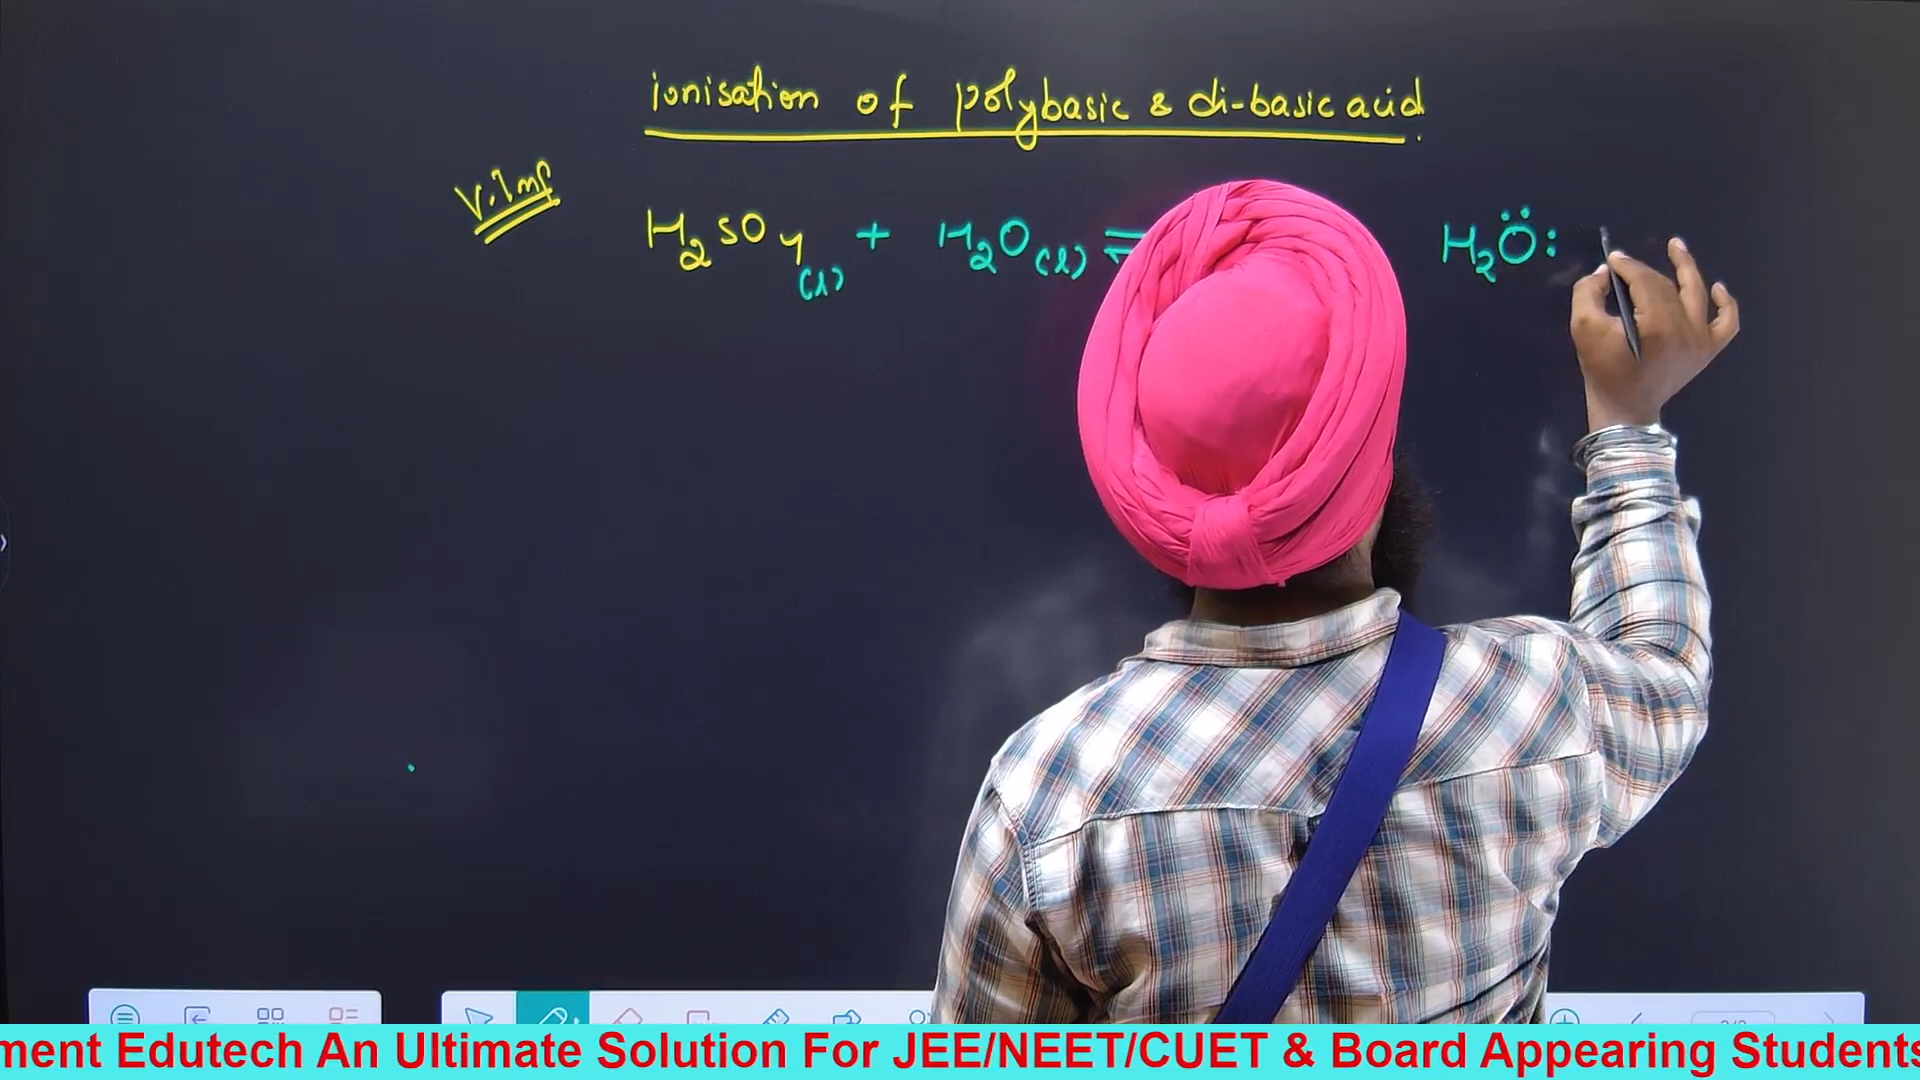 ionisation of polybasic & di-basic acid.
V.Imp
H₂SO₄(l) + H₂O(l) ⇌ H₂Ö:
ment Edutech An Ultimate Solution For JEE/NEET/CUET & Board Appearing Students